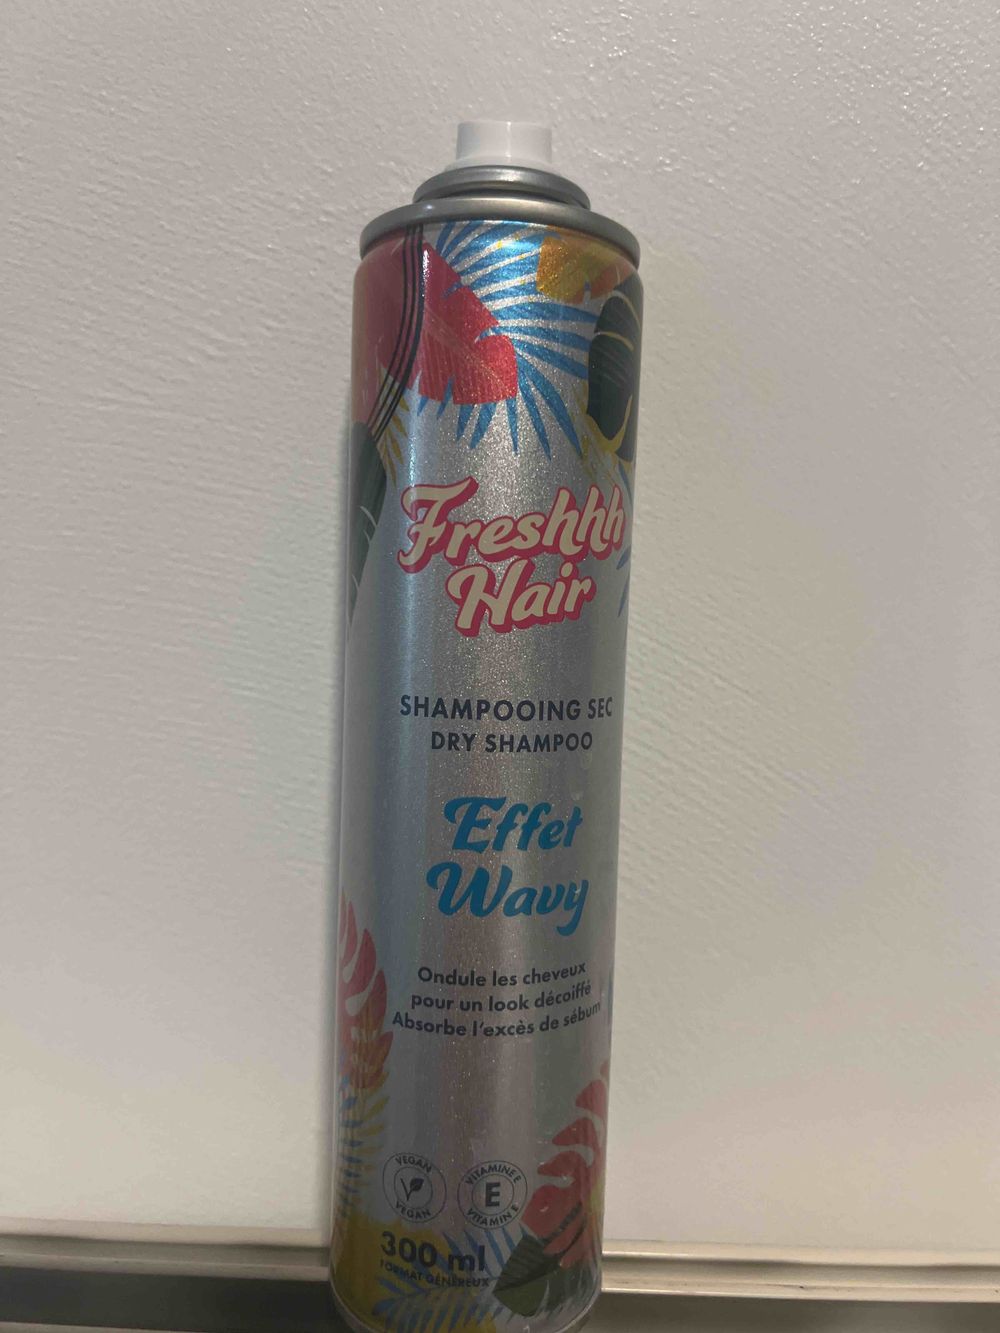 Freshhh
Hair
SHAMPOOING SEC
DRY SHAMPOO
Effet
Wavy
Ondule les cheveux
pour un look décoiffé
Absorbe l'excès de sébum
VEGAN
VEGAN
VITAMINE E
E
VITAMIN E
300 ml
FORMAT GÉNÉREUX